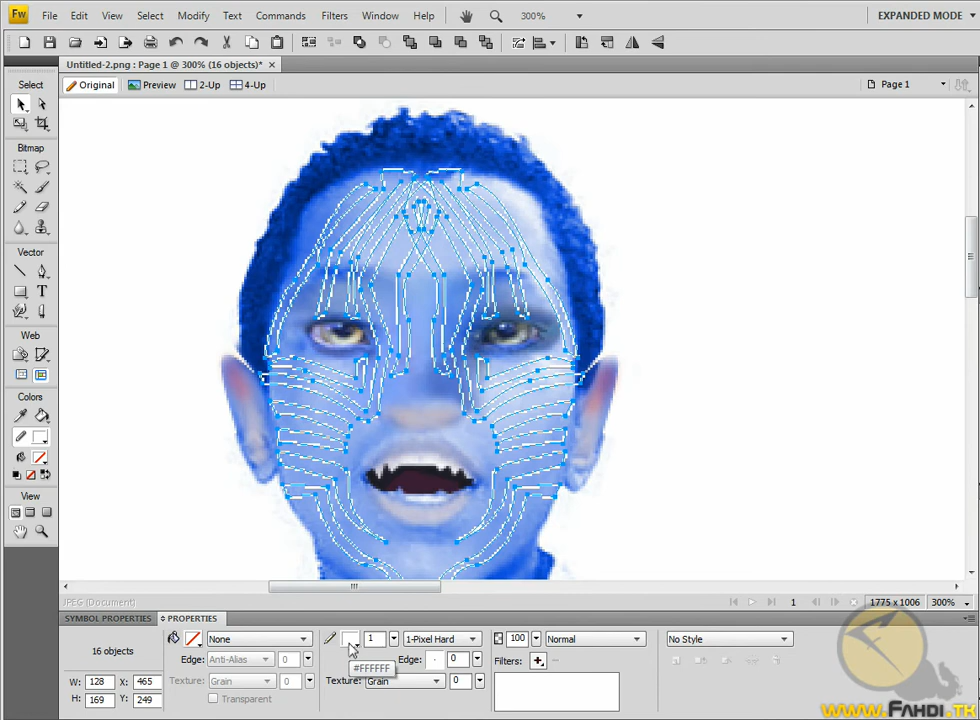 Fw File Edit View Select Modify Text Commands Filters Window Help 300% EXPANDED MODE
Untitled-2.png : Page 1 @ 300% (16 objects)*
Original Preview 2-Up 4-Up Page 1
Select
Bitmap
Vector
T
Web
Colors
View
JPEG (Document) 1 1775 x 1006 300%
SYMBOL PROPERTIES PROPERTIES
16 objects
None 1 1-Pixel Hard 100 Normal No Style
Edge: Anti-Alias 0 #FFFFFF Edge: 0 Filters:
W: 128 X: 465
Texture: Grain 0 Texture: Grain 0
H: 169 Y: 249
Transparent
www.FAHDI.TK